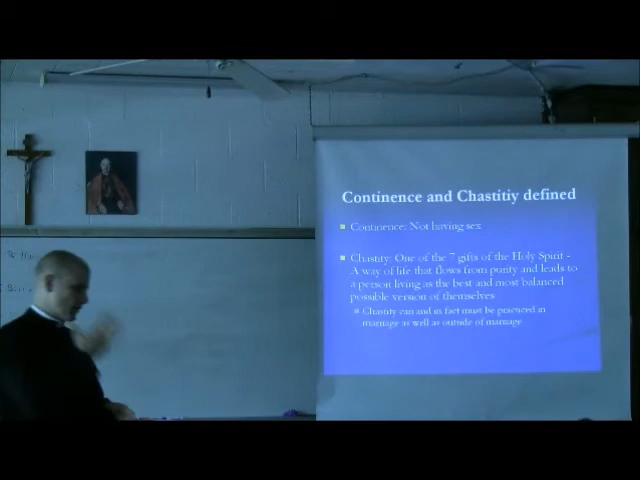 Continence and Chastitiy defined
Continence: Not having sex
Chastity: One of the 7 gifts of the Holy Spirit -
A way of life that flows from purity and leads to
a person living as the best and most balanced
possible version of themselves
Chastity can and in fact must be practiced in
marriage as well as outside of marriage